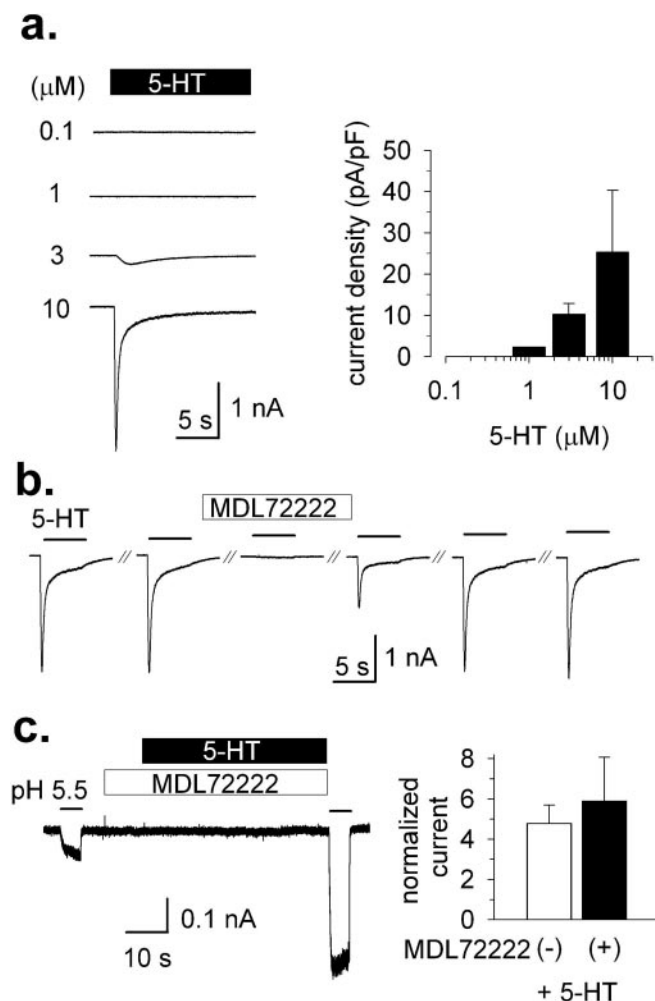 a.
(μM)
5-HT
0.1
1
3
10
5 s
1 nA
current density (pA/pF)
50
40
30
20
10
0
0.1
1
10
5-HT (μM)
b.
5-HT
MDL72222
5 s
1 nA
c.
5-HT
pH 5.5
MDL72222
0.1 nA
10 s
normalized
current
8
6
4
2
0
MDL72222 (-) (+)
+ 5-HT